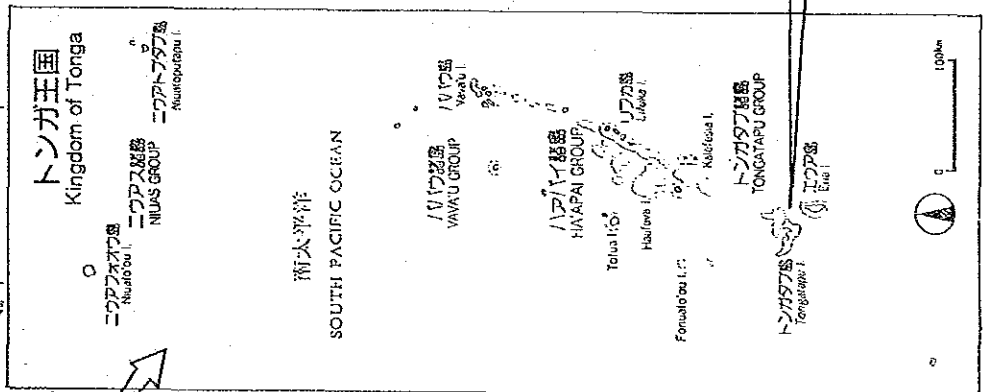 トンガ王国
Kingdom of Tonga
ニウアフォオウ島
Niuafo'ou I.
ニウアス諸島
NIUAS GROUP
ニウアトプタプ島
Niuatoputapu I.
南太平洋
SOUTH PACIFIC OCEAN
ババウ諸島
VAVA'U GROUP
ババウ島
Vava'u I.
ハアパイ諸島
HA'APAI GROUP
リフカ島
Lifuka I.
Tofua I.
Haafeva I.
Fonuafo'ou I.
トンガタプ諸島
TONGATAPU GROUP
トンガタプ島
Tongatapu I.
エウア島
Eua I.
0
100km